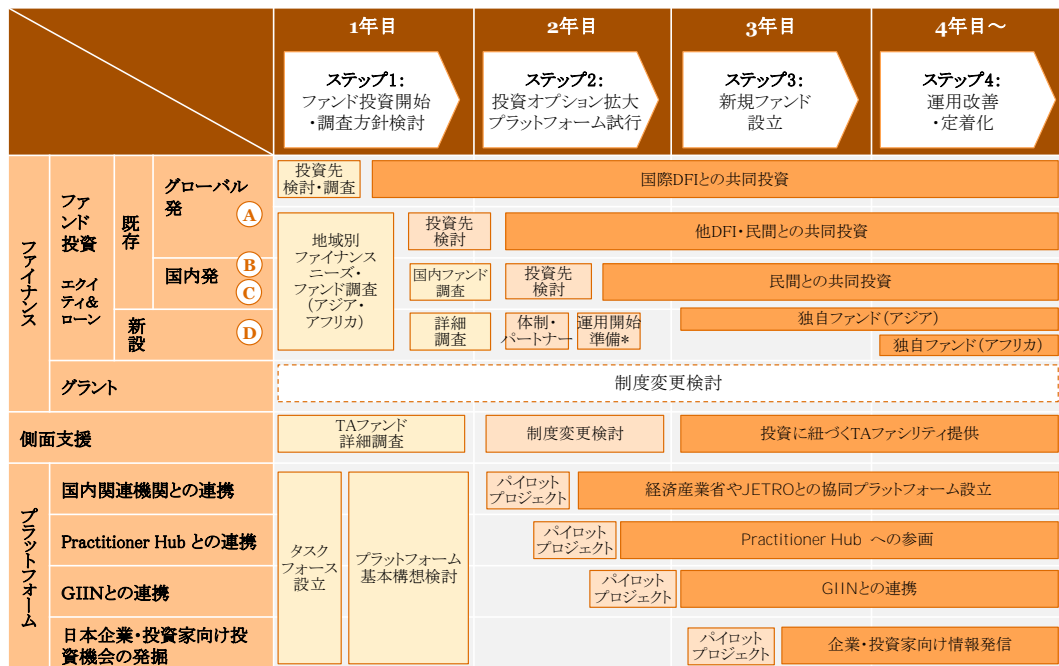 1年目
2年目
3年目
4年目～
ステップ1:
ファンド投資開始
・調査方針検討
ステップ2:
投資オプション拡大
プラットフォーム試行
ステップ3:
新規ファンド
設立
ステップ4:
運用改善
・定着化
ファイナンス
ファ
ンド
投資
エクイ
ティ&
ローン
既存
グローバル
発
A
投資先
検討・調査
国際DFIとの共同投資
地域別
ファイナンス
ニーズ・
ファンド調査
(アジア・
アフリカ)
投資先
検討
他DFI・民間との共同投資
B
国内発
C
国内ファンド
調査
投資先
検討
民間との共同投資
新設
D
詳細
調査
体制・
パートナー
運用開始
準備*
独自ファンド(アジア)
独自ファンド(アフリカ)
グラント
制度変更検討
側面支援
TAファンド
詳細調査
制度変更検討
投資に紐づくTAファシリティ提供
プラットフォーム
国内関連機関との連携
タスク
フォース
設立
プラットフォーム
基本構想検討
パイロット
プロジェクト
経済産業省やJETROとの協同プラットフォーム設立
Practitioner Hub との連携
パイロット
プロジェクト
Practitioner Hub への参画
GIINとの連携
パイロット
プロジェクト
GIINとの連携
日本企業・投資家向け投
資機会の発掘
パイロット
プロジェクト
企業・投資家向け情報発信